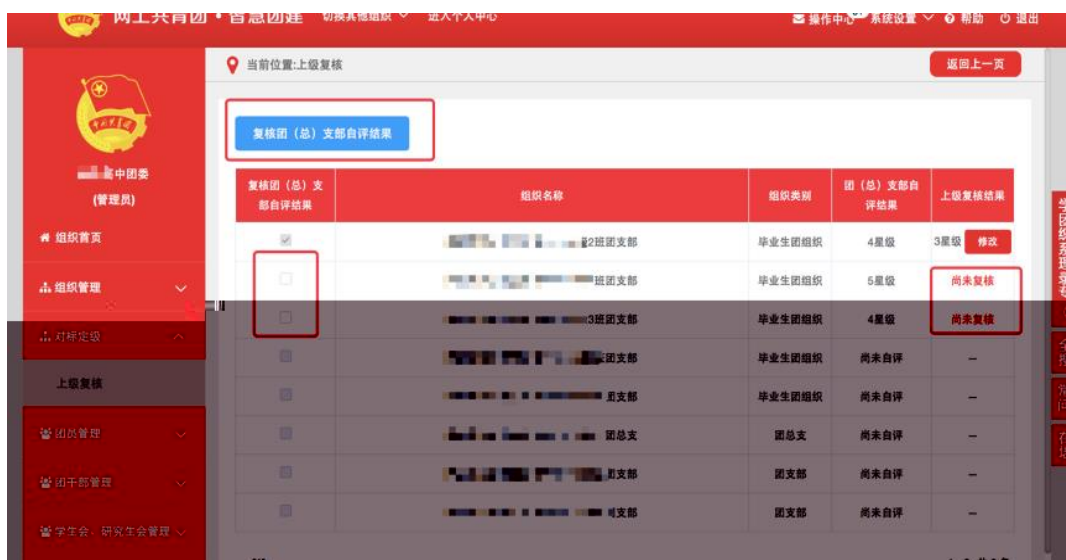 网上共青团·智慧团建 切换其他组织 进入个人中心 操作中心 系统设置 帮助 退出
当前位置:上级复核 返回上一页
复核团（总）支部自评结果
中团委
(管理员)
组织首页
组织管理
对标定级
上级复核
团员管理
团干部管理
学生会、研究生会管理
复核团（总）支部自评结果 组织名称 组织类别 团（总）支部自评结果 上级复核结果
2班团支部 毕业生团组织 4星级 3星级 修改
班团支部 毕业生团组织 5星级 尚未复核
3班团支部 毕业生团组织 4星级 尚未复核
团支部 毕业生团组织 尚未自评 --
团支部 毕业生团组织 尚未自评 --
团总支 团总支 尚未自评 --
支部 团支部 尚未自评 --
支部 团支部 尚未自评 --